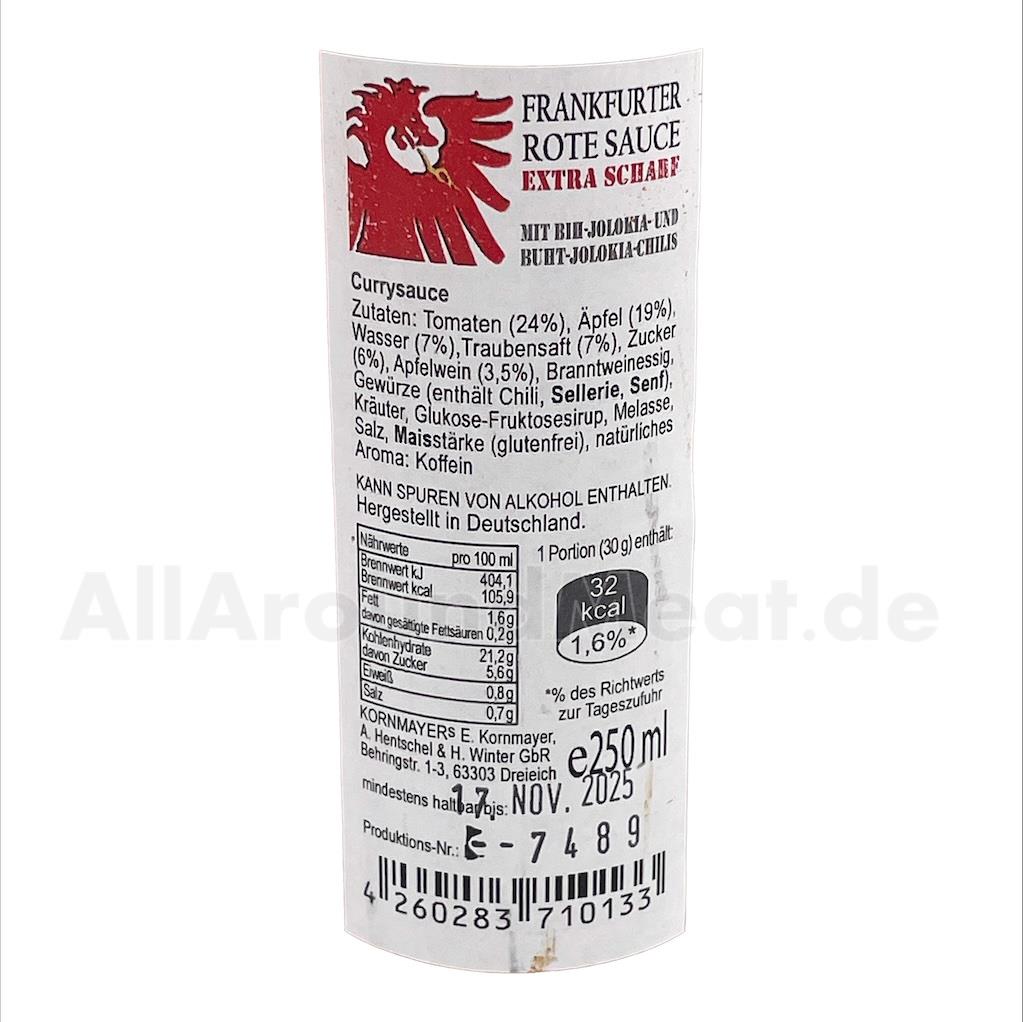 FRANKFURTER
ROTE SAUCE
EXTRA SCHARF
MIT BIH-JOLOKIA- UND
BUHT-JOLOKIA-CHILIS
Currysauce
Zutaten: Tomaten (24%), Äpfel (19%),
Wasser (7%),Traubensaft (7%), Zucker
(6%), Apfelwein (3,5%), Branntweinessig,
Gewürze (enthält Chili, Sellerie, Senf),
Kräuter, Glukose-Fruktosesirup, Melasse,
Salz, Maisstärke (glutenfrei), natürliches
Aroma: Koffein
KANN SPUREN VON ALKOHOL ENTHALTEN.
Hergestellt in Deutschland.
Nährwerte pro 100 ml
Brennwert kJ 404,1
Brennwert kcal 105,9
Fett 1,6g
davon gesättigte Fettsäuren 0,2g
Kohlenhydrate 21,2g
davon Zucker 5,6g
Eiweiß 0,8g
Salz 0,7g
1 Portion (30 g) enthält:
32
kcal
1,6%*
*% des Richtwerts
zur Tageszufuhr
KORNMAYERS E. Kornmayer,
A. Hentschel & H. Winter GbR
Behringstr. 1-3, 63303 Dreieich
e250 ml
mindestens haltbar bis: 17. NOV. 2025
Produktions-Nr.: E-7489
4 260283 710133
AllAroundMeat.de